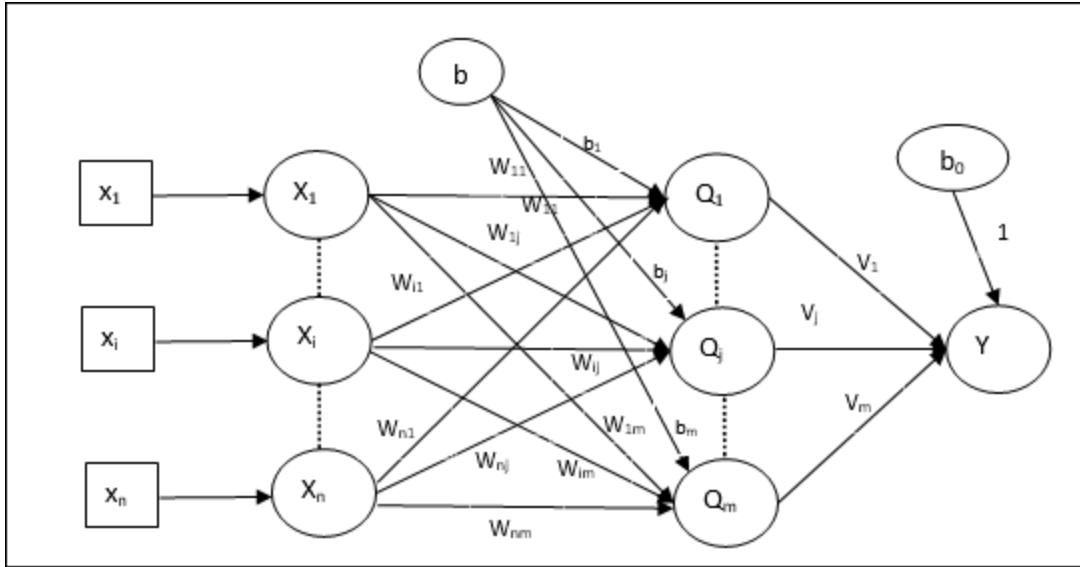 b
b₁
b₀
x₁
X₁
W₁₁
W₁₁
Q₁
1
W₁ⱼ
V₁
Wᵢ₁
bⱼ
xᵢ
Xᵢ
Wᵢⱼ
Qⱼ
Vⱼ
Y
Wₙ₁
W₁ₘ
bₘ
Vₘ
Wₙⱼ
Wᵢₘ
xₙ
Xₙ
Qₘ
Wₙₘ